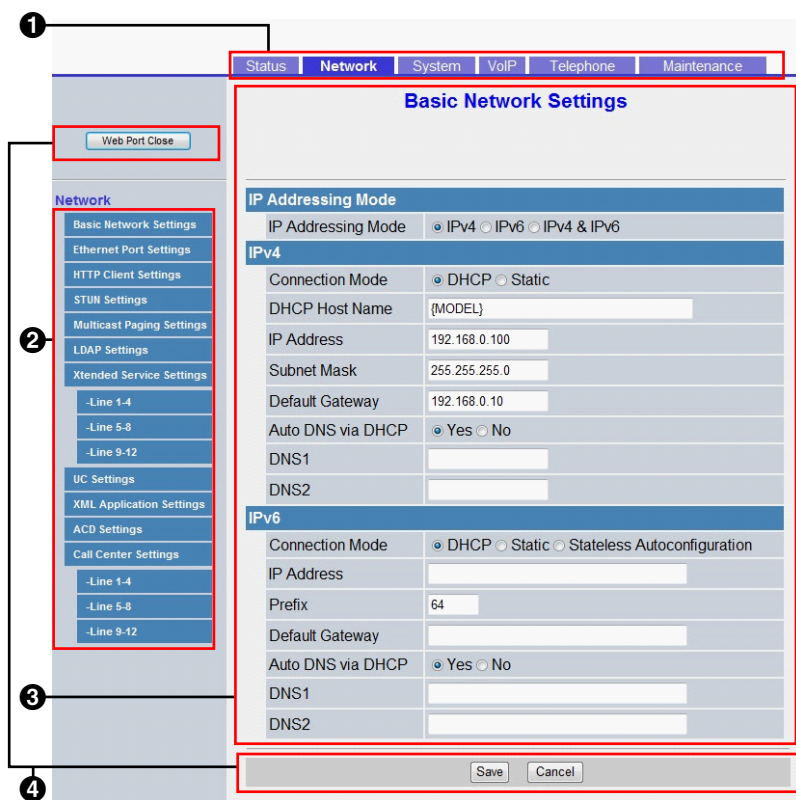 1
Status Network System VoIP Telephone Maintenance
Basic Network Settings
Web Port Close
Network
Basic Network Settings
Ethernet Port Settings
HTTP Client Settings
STUN Settings
Multicast Paging Settings
2
LDAP Settings
Xtended Service Settings
-Line 1-4
-Line 5-8
-Line 9-12
UC Settings
XML Application Settings
ACD Settings
Call Center Settings
-Line 1-4
-Line 5-8
-Line 9-12
IP Addressing Mode
IP Addressing Mode IPv4 IPv6 IPv4 & IPv6
IPv4
Connection Mode DHCP Static
DHCP Host Name {MODEL}
IP Address 192.168.0.100
Subnet Mask 255.255.255.0
Default Gateway 192.168.0.10
Auto DNS via DHCP Yes No
DNS1
DNS2
IPv6
Connection Mode DHCP Static Stateless Autoconfiguration
IP Address
Prefix 64
Default Gateway
Auto DNS via DHCP Yes No
3
DNS1
DNS2
Save Cancel
4